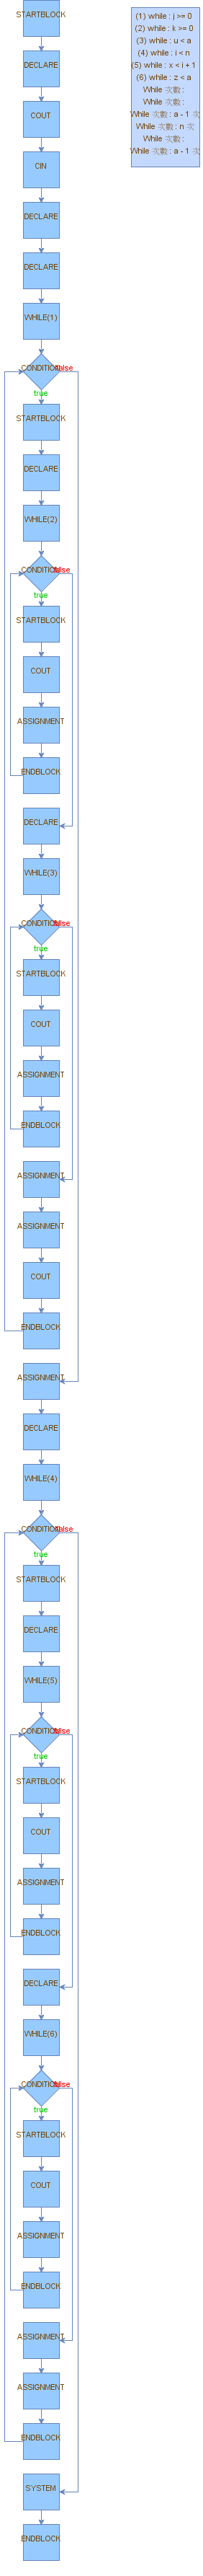 STARTBLOCK
DECLARE
COUT
CIN
DECLARE
DECLARE
WHILE(1)
CONDITION false
true
STARTBLOCK
DECLARE
WHILE(2)
CONDITION false
true
STARTBLOCK
COUT
ASSIGNMENT
ENDBLOCK
DECLARE
WHILE(3)
CONDITION false
true
STARTBLOCK
COUT
ASSIGNMENT
ENDBLOCK
ASSIGNMENT
ASSIGNMENT
COUT
ENDBLOCK
ASSIGNMENT
DECLARE
WHILE(4)
CONDITION false
true
STARTBLOCK
DECLARE
WHILE(5)
CONDITION false
true
STARTBLOCK
COUT
ASSIGNMENT
ENDBLOCK
DECLARE
WHILE(6)
CONDITION false
true
STARTBLOCK
COUT
ASSIGNMENT
ENDBLOCK
ASSIGNMENT
ASSIGNMENT
ENDBLOCK
SYSTEM
ENDBLOCK
(1) while : j >= 0
(2) while : k >= 0
(3) while : u < a
(4) while : i < n
(5) while : x < i + 1
(6) while : z < a
While 次數 :
While 次數 :
While 次數 : a - 1 次
While 次數 : n 次
While 次數 :
While 次數 : a - 1 次